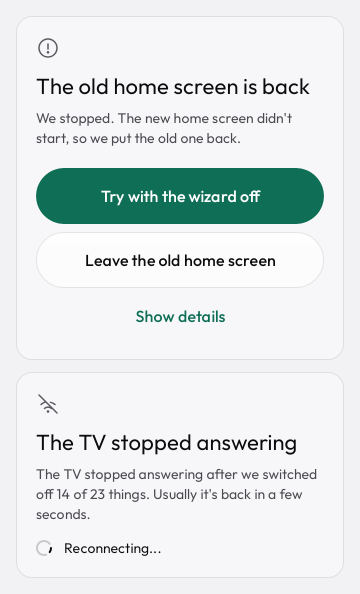 The old home screen is back
We stopped. The new home screen didn't
start, so we put the old one back.
Try with the wizard off
Leave the old home screen
Show details
The TV stopped answering
The TV stopped answering after we switched
off 14 of 23 things. Usually it's back in a few
seconds.
Reconnecting...